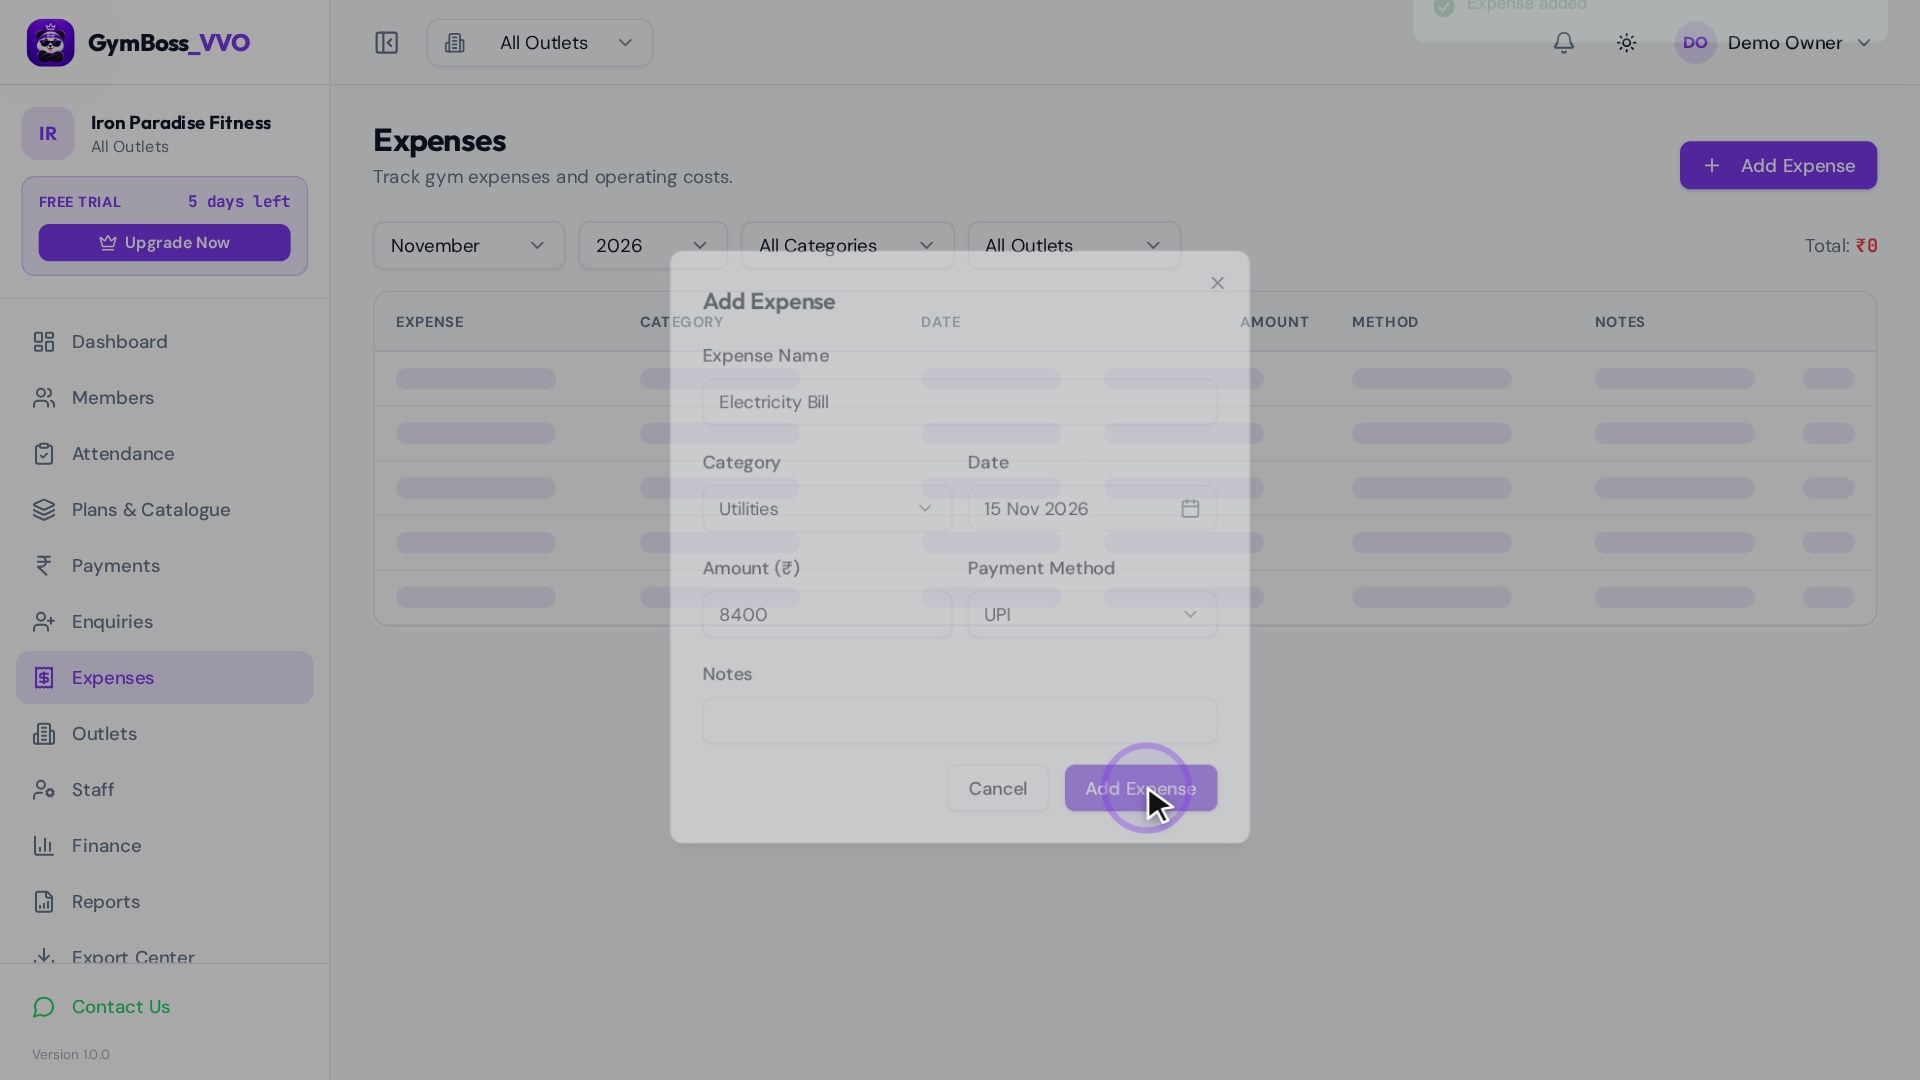 GymBoss_VVO
All Outlets
Expense added
DO
Demo Owner
IR
Iron Paradise Fitness
All Outlets
FREE TRIAL
5 days left
Upgrade Now
Dashboard
Members
Attendance
Plans & Catalogue
Payments
Enquiries
Expenses
Outlets
Staff
Finance
Reports
Export Center
Contact Us
Version 1.0.0
Expenses
Track gym expenses and operating costs.
Add Expense
November
2026
All Categories
All Outlets
Total: ₹0
EXPENSE
CATEGORY
DATE
AMOUNT
METHOD
NOTES
Add Expense
Expense Name
Electricity Bill
Category
Date
Utilities
15 Nov 2026
Amount (₹)
Payment Method
8400
UPI
Notes
Cancel
Add Expense